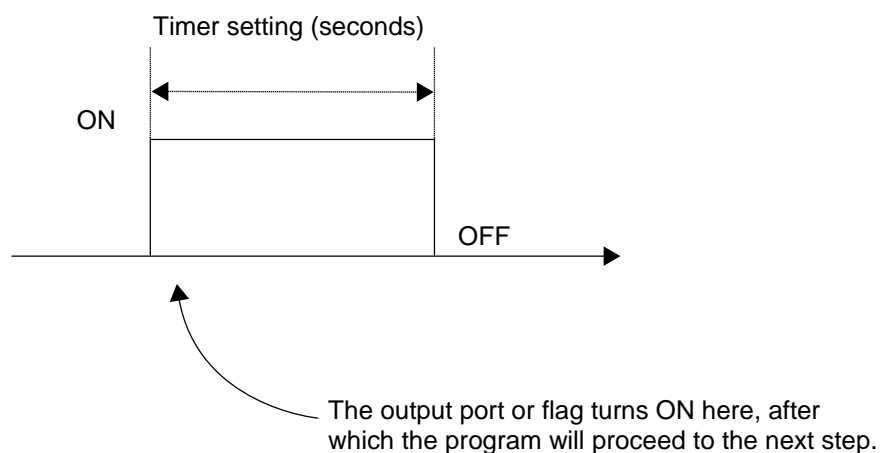 Timer setting (seconds)
ON
OFF
The output port or flag turns ON here, after
which the program will proceed to the next step.